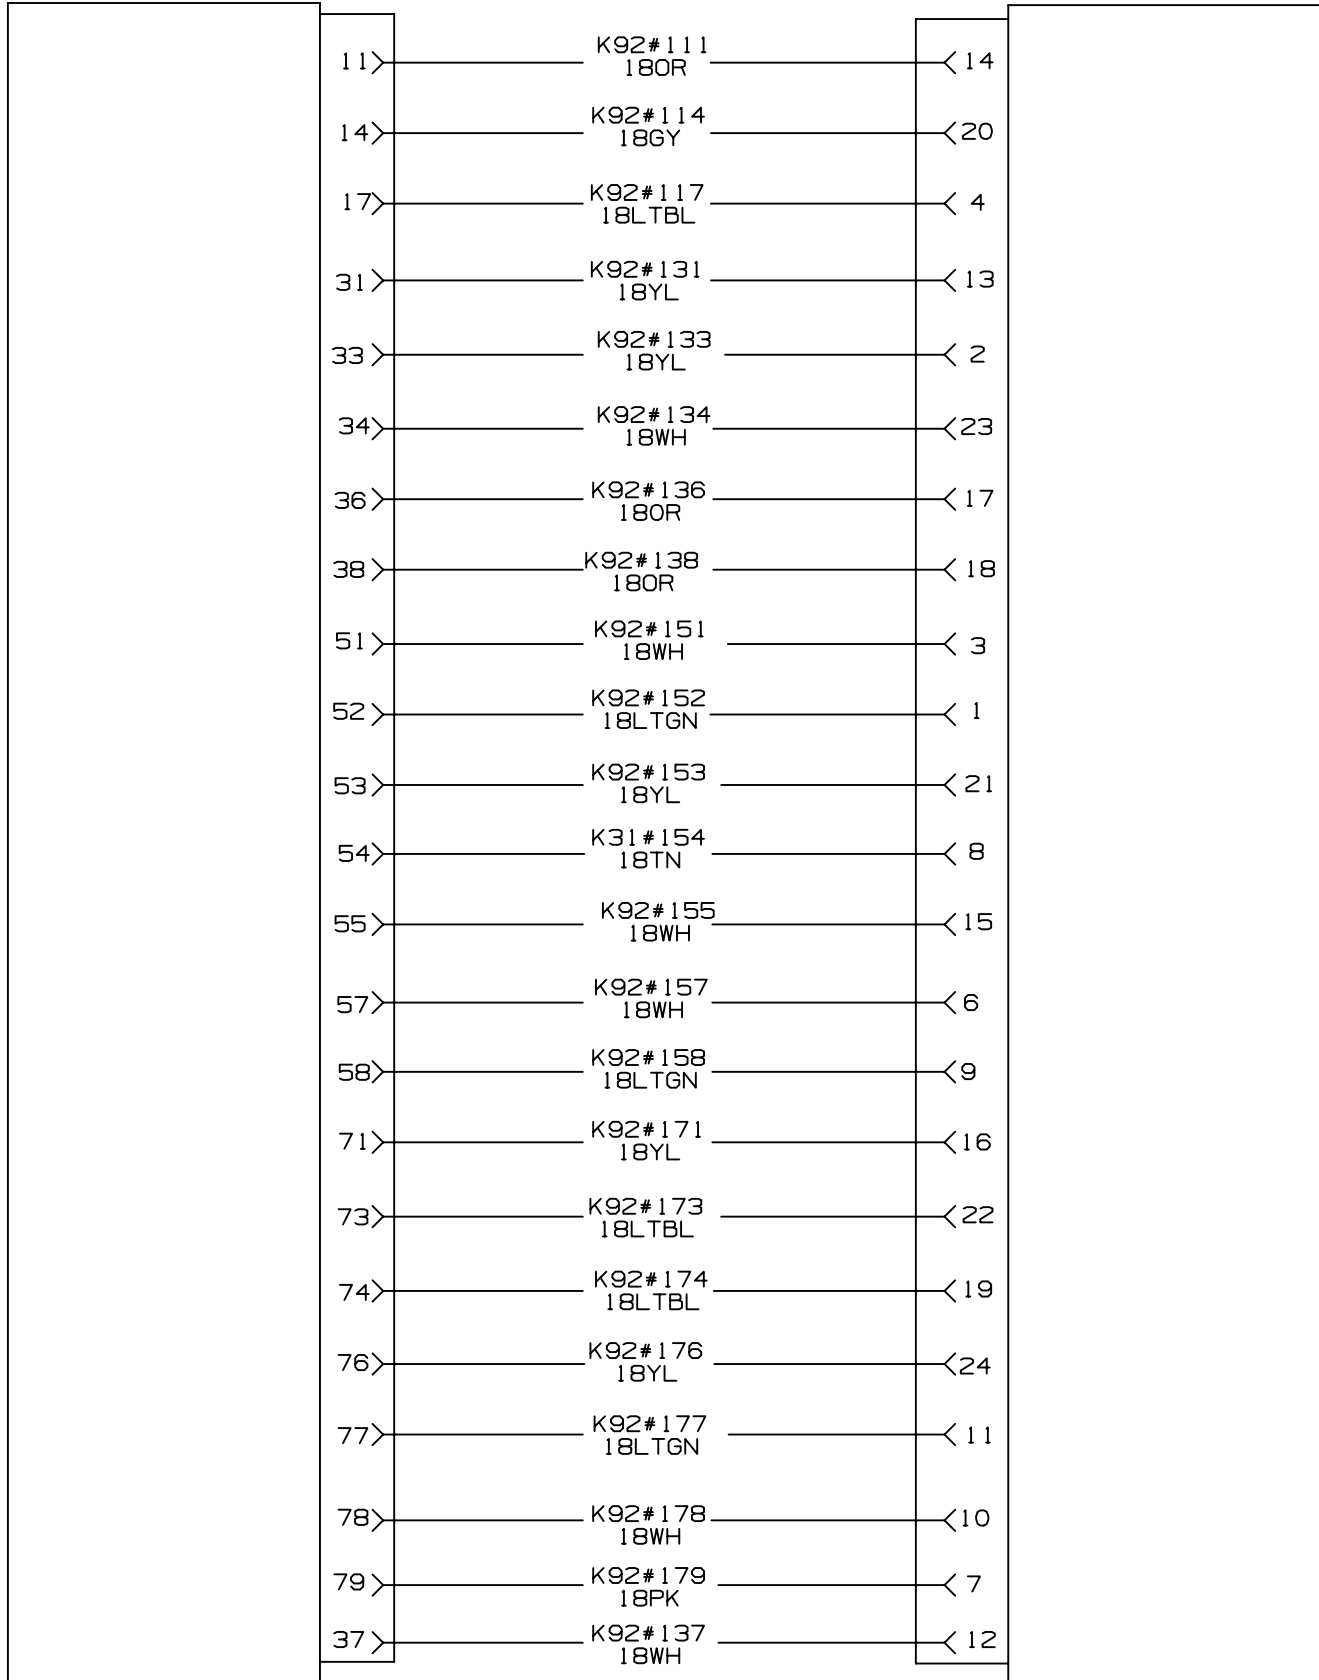 11 K92#111 14
18OR
14 K92#114 20
18GY
17 K92#117 4
18LTBL
31 K92#131 13
18YL
33 K92#133 2
18YL
34 K92#134 23
18WH
36 K92#136 17
18OR
38 K92#138 18
18OR
51 K92#151 3
18WH
52 K92#152 1
18LTGN
53 K92#153 21
18YL
54 K31#154 8
18TN
55 K92#155 15
18WH
57 K92#157 6
18WH
58 K92#158 9
18LTGN
71 K92#171 16
18YL
73 K92#173 22
18LTBL
74 K92#174 19
18LTBL
76 K92#176 24
18YL
77 K92#177 11
18LTGN
78 K92#178 10
18WH
79 K92#179 7
18PK
37 K92#137 12
18WH